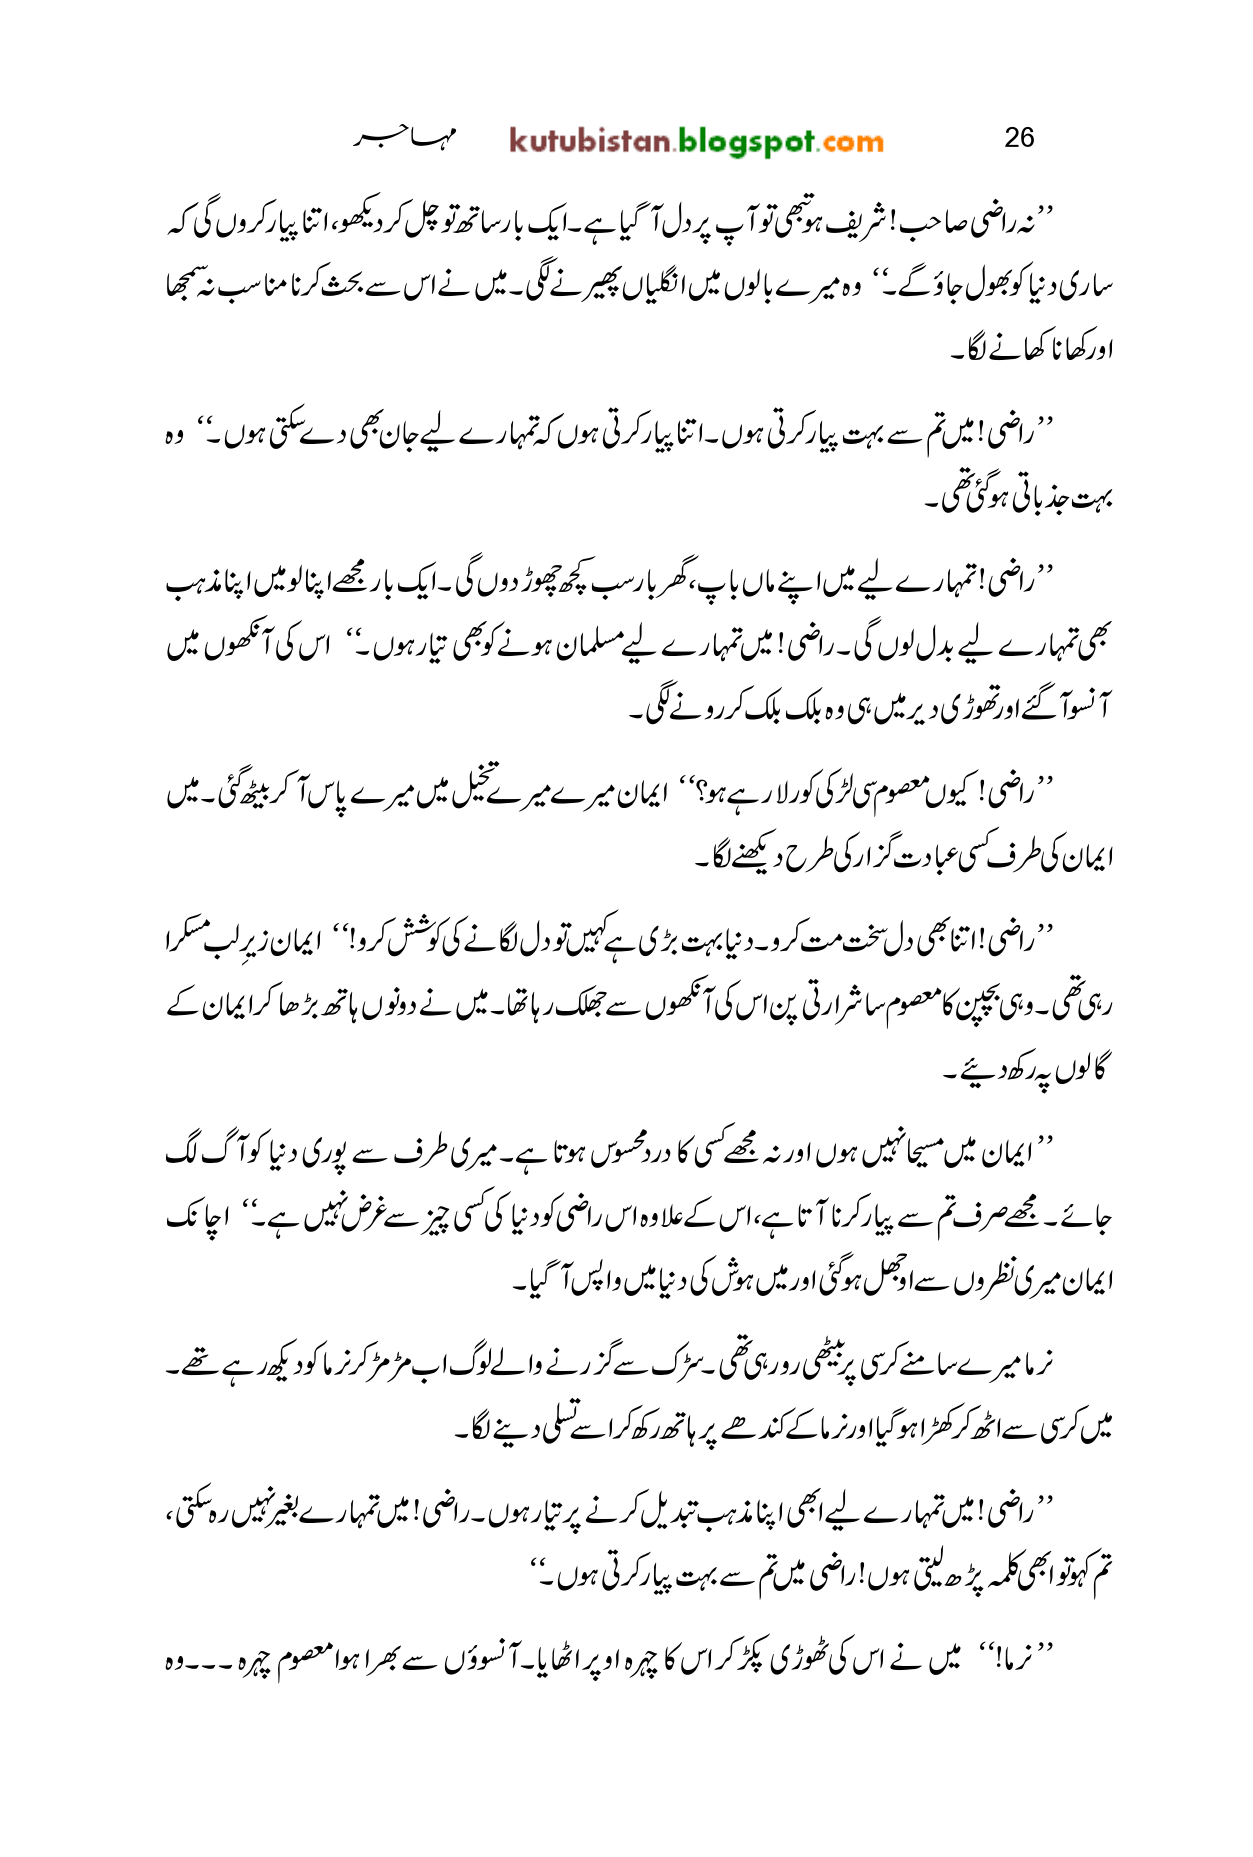 26 kutubistan.blogspot.com مہاجر
’’نہ راضی صاحب! شریف ہو تبھی تو آپ پر دل آ گیا ہے۔ ایک بار ساتھ تو چل کر دیکھو، اتنا پیار کروں گی کہ
ساری دنیا کو بھول جاؤ گے۔‘‘ وہ میرے بالوں میں انگلیاں پھیرنے لگی۔ میں نے اس سے بحث کرنا مناسب نہ سمجھا
اور کھانا کھانے لگا۔
’’راضی! میں تم سے بہت پیار کرتی ہوں۔ اتنا پیار کرتی ہوں کہ تمہارے لیے جان بھی دے سکتی ہوں۔‘‘ وہ
بہت جذباتی ہو گئی تھی۔
’’راضی! تمہارے لیے میں اپنے ماں باپ، گھر بار سب کچھ چھوڑ دوں گی۔ ایک بار مجھے اپنا لو میں اپنا مذہب
بھی تمہارے لیے بدل لوں گی۔ راضی! میں تمہارے لیے مسلمان ہونے کو بھی تیار ہوں۔‘‘ اس کی آنکھوں میں
آنسو آ گئے اور تھوڑی دیر میں ہی وہ بلک بلک کر رونے لگی۔
’’راضی! کیوں معصوم سی لڑکی کو رلا رہے ہو؟‘‘ ایمان میرے میرے تخیل میں میرے پاس آ کر بیٹھ گئی۔ میں
ایمان کی طرف کسی عبادت گزار کی طرح دیکھنے لگا۔
’’راضی! اتنا بھی دل سخت مت کرو۔ دنیا بہت بڑی ہے کہیں تو دل لگانے کی کوشش کرو!‘‘ ایمان زیرِ لب مسکرا
رہی تھی۔ وہی بچپن کا معصوم سا شرارتی پن اس کی آنکھوں سے جھلک رہا تھا۔ میں نے دونوں ہاتھ بڑھا کر ایمان کے
گالوں پہ رکھ دیئے۔
’’ایمان میں مسیحا نہیں ہوں اور نہ مجھے کسی کا درد محسوس ہوتا ہے۔ میری طرف سے پوری دنیا کو آگ لگ
جائے۔ مجھے صرف تم سے پیار کرنا آتا ہے، اس کے علاوہ اس راضی کو دنیا کی کسی چیز سے غرض نہیں ہے۔‘‘ اچانک
ایمان میری نظروں سے اوجھل ہو گئی اور میں ہوش کی دنیا میں واپس آ گیا۔
نرما میرے سامنے کرسی پر بیٹھی رو رہی تھی۔ سڑک سے گزرنے والے لوگ اب مڑ مڑ کر نرما کو دیکھ رہے تھے۔
میں کرسی سے اٹھ کر کھڑا ہو گیا اور نرما کے کندھے پر ہاتھ رکھ کر اسے تسلی دینے لگا۔
’’راضی! میں تمہارے لیے ابھی اپنا مذہب تبدیل کرنے پر تیار ہوں۔ راضی! میں تمہارے بغیر نہیں رہ سکتی،
تم کہو تو ابھی کلمہ پڑھ لیتی ہوں! راضی میں تم سے بہت پیار کرتی ہوں۔‘‘
’’نرما!‘‘ میں نے اس کی ٹھوڑی پکڑ کر اس کا چہرہ اوپر اٹھایا۔ آنسوؤں سے بھرا ہوا معصوم چہرہ ۔۔۔ وہ